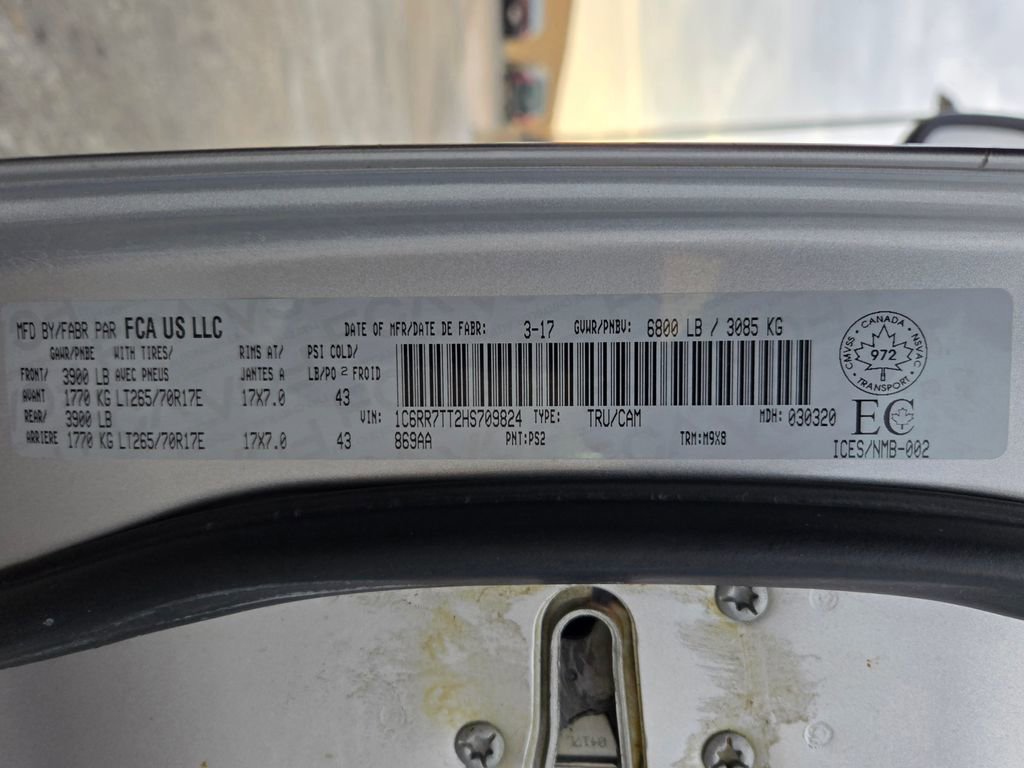 MFD BY/FABR PAR FCA US LLC DATE OF MFR/DATE DE FABR: 3-17 GVWR/PNBV: 6800 LB / 3085 KG
GAWR/PNBE WITH TIRES/ RIMS AT/ PSI COLD/
FRONT/ 3900 LB AVEC PNEUS JANTES A LB/PO 2 FROID
AVANT 1770 KG LT265/70R17E 17X7.0 43
REAR/ 3900 LB VIN: 1C6RR7TT2HS709824 TYPE: TRU/CAM MDH: 030320
ARRIERE 1770 KG LT265/70R17E 17X7.0 43 869AA PNT:PS2 TRM:M9X8
CANADA
CMVSS 972 NSVAC
TRANSPORT
EC
ICES/NMB-002
0417